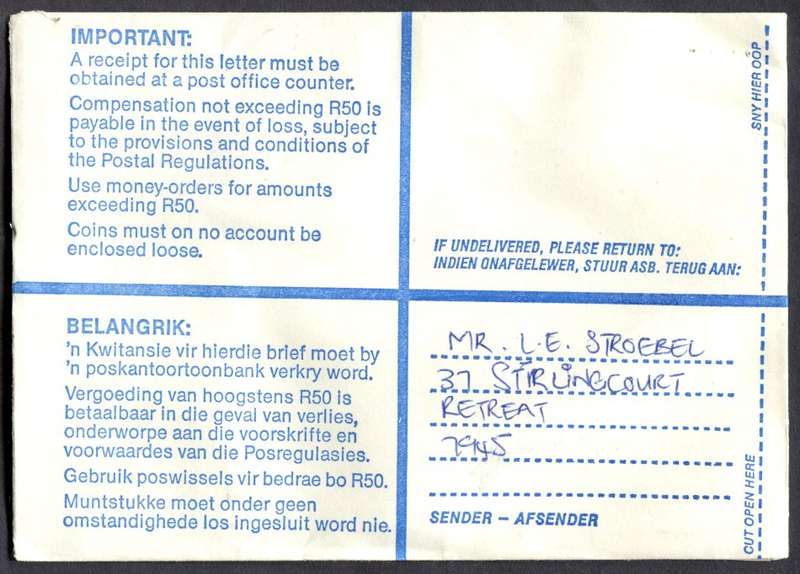 IMPORTANT:
A receipt for this letter must be
obtained at a post office counter.
Compensation not exceeding R50 is
payable in the event of loss, subject
to the provisions and conditions of
the Postal Regulations.
Use money-orders for amounts
exceeding R50.
Coins must on no account be
enclosed loose.
SNY HIER OOP
IF UNDELIVERED, PLEASE RETURN TO:
INDIEN ONAFGELEWER, STUUR ASB. TERUG AAN:
BELANGRIK:
'n Kwitansie vir hierdie brief moet by
'n poskantoortoonbank verkry word.
Vergoeding van hoogstens R50 is
betaalbaar in die geval van verlies,
onderworpe aan die voorskrifte en
voorwaardes van die Posregulasies.
Gebruik poswissels vir bedrae bo R50.
Muntstukke moet onder geen
omstandighede los ingesluit word nie.
MR. L.E. STROEBEL
37 STIRLINGCOURT
RETREAT
7945
SENDER – AFSENDER
CUT OPEN HERE